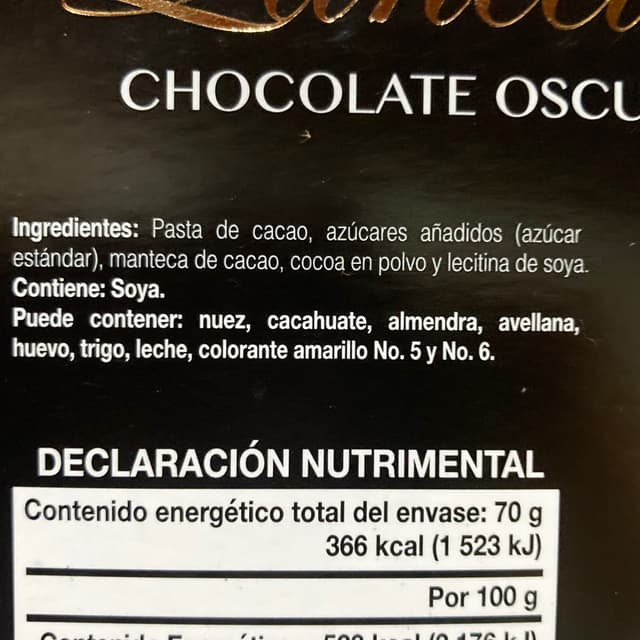 CHOCOLATE OSCU
Ingredientes: Pasta de cacao, azúcares añadidos (azúcar
estándar), manteca de cacao, cocoa en polvo y lecitina de soya.
Contiene: Soya.
Puede contener: nuez, cacahuate, almendra, avellana,
huevo, trigo, leche, colorante amarillo No. 5 y No. 6.
DECLARACIÓN NUTRIMENTAL
Contenido energético total del envase: 70 g
366 kcal (1 523 kJ)
Por 100 g